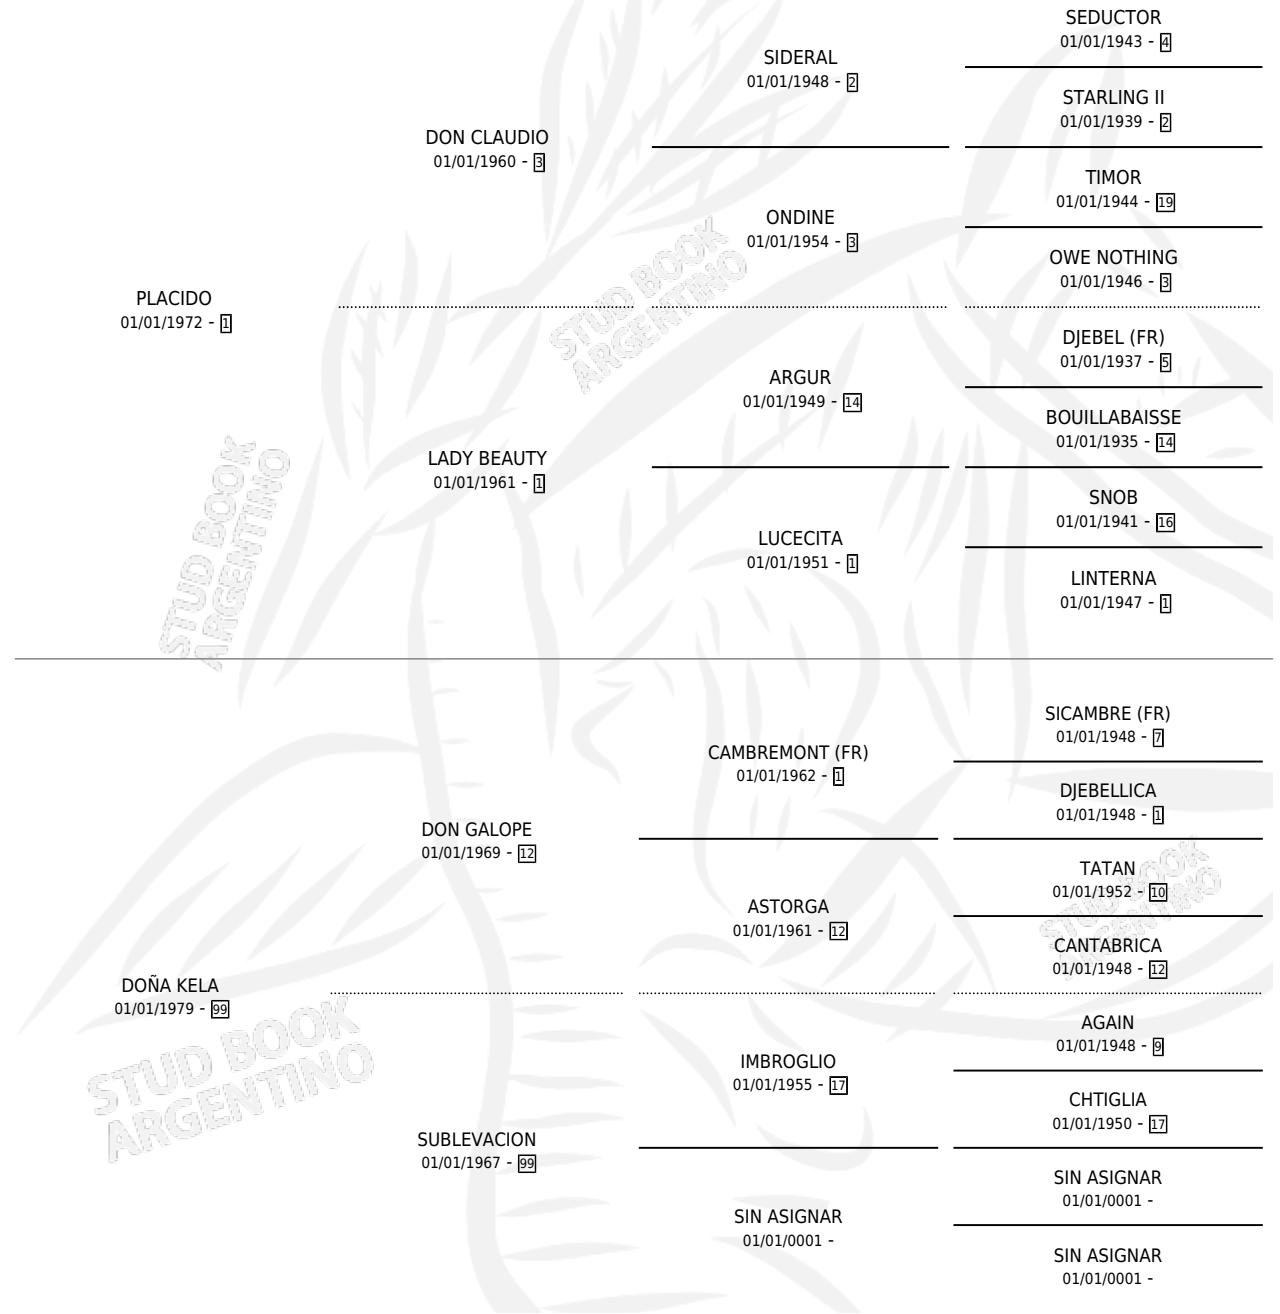 SEDUCTOR
01/01/1943 - 4
SIDERAL
01/01/1948 - 2
STARLING II
01/01/1939 - 2
DON CLAUDIO
01/01/1960 - 3
TIMOR
01/01/1944 - 19
ONDINE
01/01/1954 - 3
OWE NOTHING
01/01/1946 - 3
STUD BOOK
ARGENTINO
PLACIDO
01/01/1972 - 1
DJEBEL (FR)
01/01/1937 - 5
ARGUR
01/01/1949 - 14
BOUILLABAISSE
01/01/1935 - 14
LADY BEAUTY
01/01/1961 - 1
SNOB
01/01/1941 - 16
LUCECITA
01/01/1951 - 1
LINTERNA
01/01/1947 - 1
STUD BOOK
ARGENTINO
SICAMBRE (FR)
01/01/1948 - 7
CAMBREMONT (FR)
01/01/1962 - 1
DJEBELLICA
01/01/1948 - 1
DON GALOPE
01/01/1969 - 12
TATAN
01/01/1952 - 10
ASTORGA
01/01/1961 - 12
CANTABRICA
01/01/1948 - 12
STUD BOOK
ARGENTINO
DOÑA KELA
01/01/1979 - 99
AGAIN
01/01/1948 - 9
IMBROGLIO
01/01/1955 - 17
CHTIGLIA
01/01/1950 - 17
STUD BOOK
ARGENTINO
SUBLEVACION
01/01/1967 - 99
SIN ASIGNAR
01/01/0001 -
SIN ASIGNAR
01/01/0001 -
SIN ASIGNAR
01/01/0001 -